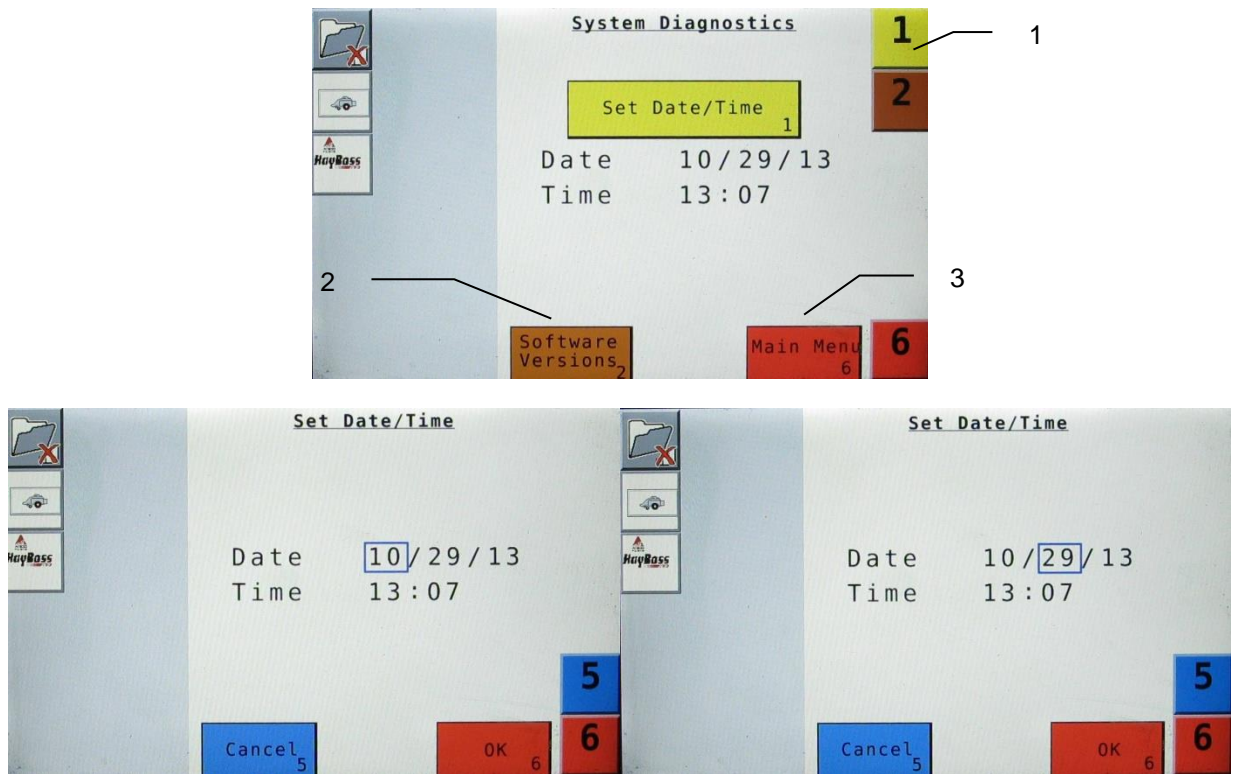 System Diagnostics
1
1
Set Date/Time
1
2
Date 10/29/13
HayBoss
Time 13:07
2
3
Software
Versions
2
Main Menu
6
6
Set Date/Time
Date 10/29/13
HayBoss
Time 13:07
5
Cancel
5
OK
6
6
Set Date/Time
Date 10/29/13
HayBoss
Time 13:07
5
Cancel
5
OK
6
6